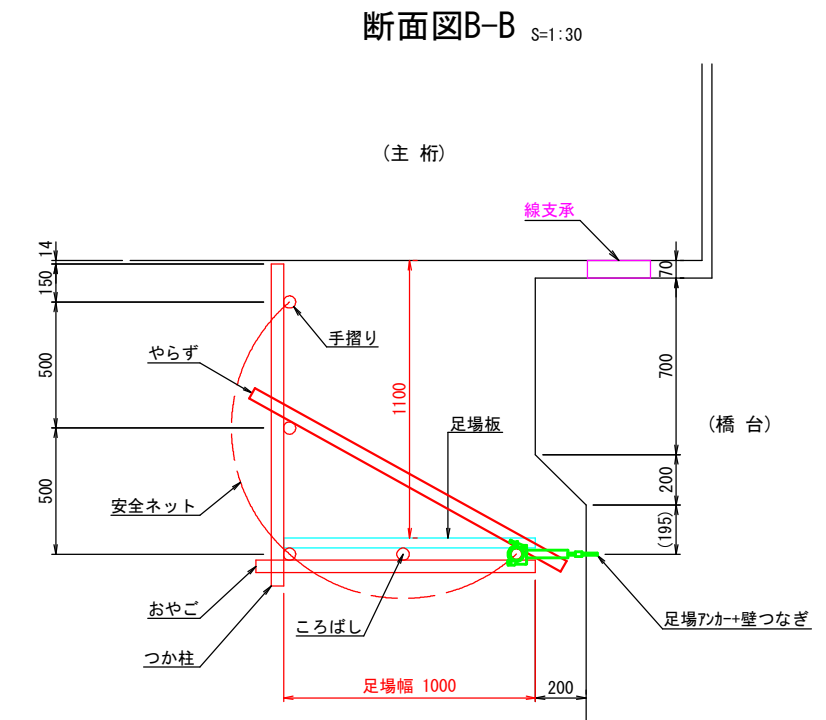 断面図B-B S=1:30
(主 桁)
線支承
14
70
150
手摺り
やらず
500
1100
700
足場板
(橋 台)
500
200
安全ネット
(195)
おやご
ころばし
足場アンカー+壁つなぎ
つか柱
足場幅 1000
200